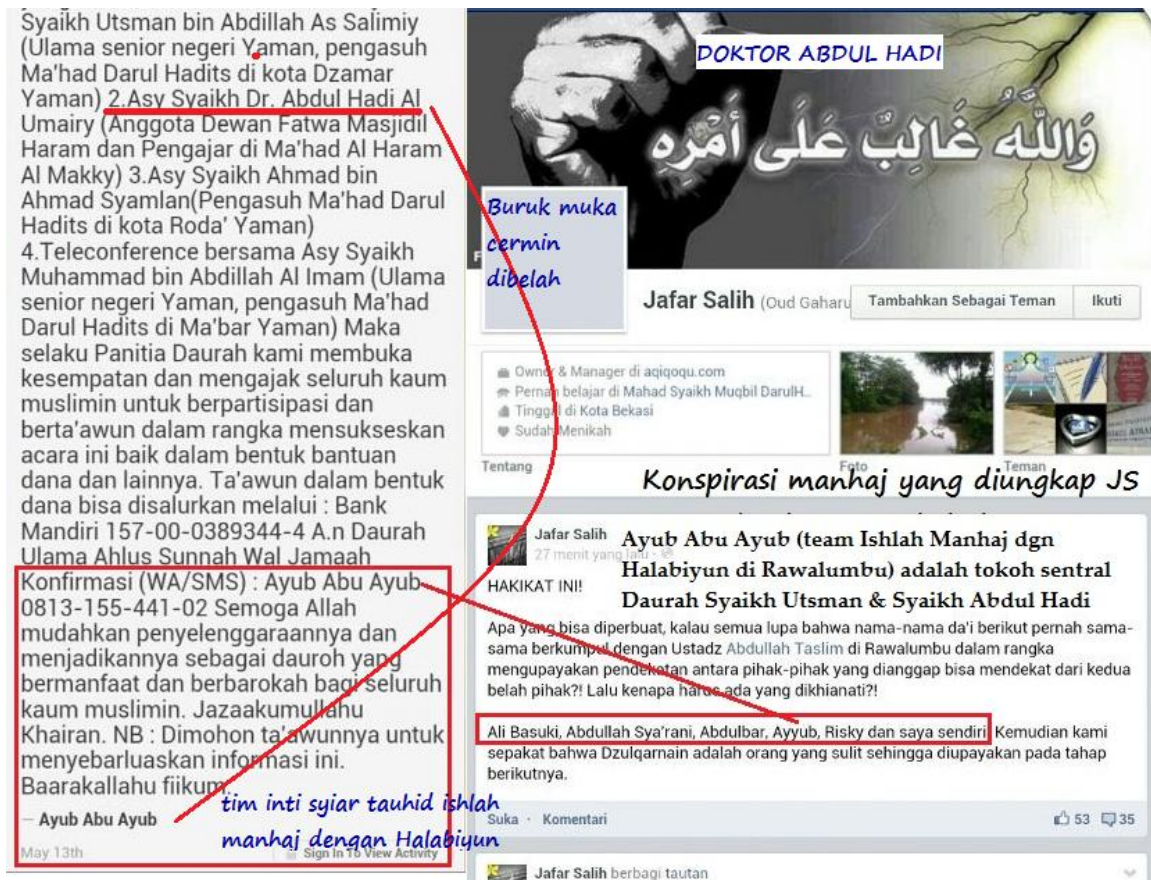 Syaikh Utsman bin Abdillah As Salimiy
(Ulama senior negeri Yaman, pengasuh
Ma'had Darul Hadits di kota Dzamar
Yaman) 2.Asy Syaikh Dr. Abdul Hadi Al
Umairy (Anggota Dewan Fatwa Masjidil
Haram dan Pengajar di Ma'had Al Haram
Al Makky) 3.Asy Syaikh Ahmad bin
Ahmad Syamlan(Pengasuh Ma'had Darul
Hadits di kota Roda' Yaman)
4.Teleconference bersama Asy Syaikh
Muhammad bin Abdillah Al Imam (Ulama
senior negeri Yaman, pengasuh Ma'had
Darul Hadits di Ma'bar Yaman) Maka
selaku Panitia Daurah kami membuka
kesempatan dan mengajak seluruh kaum
muslimin untuk berpartisipasi dan
berta'awun dalam rangka mensukseskan
acara ini baik dalam bentuk bantuan
dana dan lainnya. Ta'awun dalam bentuk
dana bisa disalurkan melalui : Bank
Mandiri 157-00-0389344-4 A.n Daurah
Ulama Ahlus Sunnah Wal Jamaah
Konfirmasi (WA/SMS) : Ayub Abu Ayub
0813-155-441-02 Semoga Allah
mudahkan penyelenggaraannya dan
menjadikannya sebagai dauroh yang
bermanfaat dan berbarokah bagi seluruh
kaum muslimin. Jazaakumullahu
Khairan. NB : Dimohon ta'awunnya untuk
menyebarluaskan informasi ini.
Baarakallahu fiikum.
— Ayub Abu Ayub
May 13th
Sign In To View Activity
tim inti syiar tauhid ishlah
manhaj dengan Halabiyun
DOKTOR ABDUL HADI
وَاللَّهُ غَالِبٌ عَلَى أَمْرِهِ
Buruk muka
cermin
dibelah
Jafar Salih (Oud Gaharu
Tambahkan Sebagai Teman
Ikuti
Owner & Manager di aqiqoqu.com
Pernah belajar di Mahad Syaikh Muqbil DarulH...
Tinggal di Kota Bekasi
Sudah Menikah
Tentang
Foto
Teman
Konspirasi manhaj yang diungkap JS
Jafar Salih
27 menit yang lalu
Ayub Abu Ayub (team Ishlah Manhaj dgn
Halabiyun di Rawalumbu) adalah tokoh sentral
Daurah Syaikh Utsman & Syaikh Abdul Hadi
HAKIKAT INI!
Apa yang bisa diperbuat, kalau semua lupa bahwa nama-nama da'i berikut pernah sama-
sama berkumpul dengan Ustadz Abdullah Taslim di Rawalumbu dalam rangka
mengupayakan pendekatan antara pihak-pihak yang dianggap bisa mendekat dari kedua
belah pihak?! Lalu kenapa harus ada yang dikhianati?!
Ali Basuki, Abdullah Sya'rani, Abdulbar, Ayyub, Risky dan saya sendiri Kemudian kami
sepakat bahwa Dzulqarnain adalah orang yang sulit sehingga diupayakan pada tahap
berikutnya.
Suka · Komentari
53 35
Jafar Salih berbagi tautan